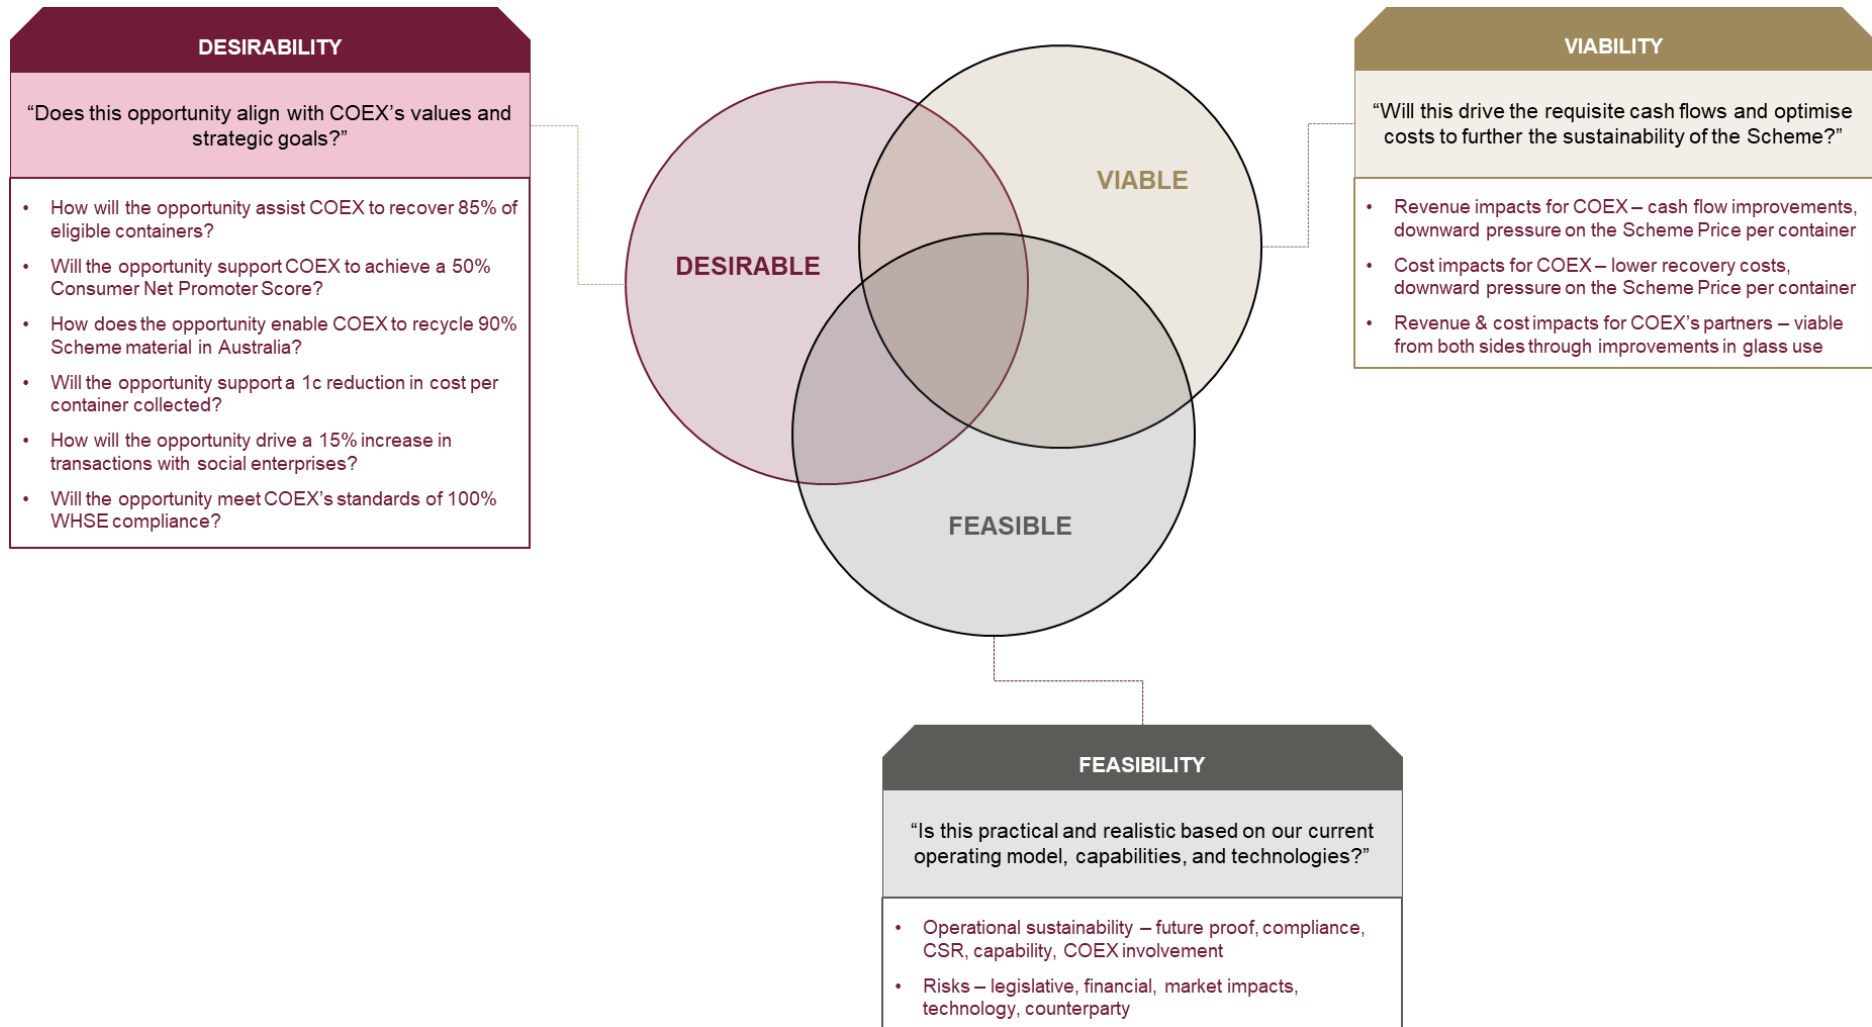 DESIRABILITY
“Does this opportunity align with COEX’s values and
strategic goals?”
• How will the opportunity assist COEX to recover 85% of
eligible containers?
• Will the opportunity support COEX to achieve a 50%
Consumer Net Promoter Score?
• How does the opportunity enable COEX to recycle 90%
Scheme material in Australia?
• Will the opportunity support a 1c reduction in cost per
container collected?
• How will the opportunity drive a 15% increase in
transactions with social enterprises?
• Will the opportunity meet COEX’s standards of 100%
WHSE compliance?
DESIRABLE
VIABLE
FEASIBLE
VIABILITY
“Will this drive the requisite cash flows and optimise
costs to further the sustainability of the Scheme?”
• Revenue impacts for COEX – cash flow improvements,
downward pressure on the Scheme Price per container
• Cost impacts for COEX – lower recovery costs,
downward pressure on the Scheme Price per container
• Revenue & cost impacts for COEX’s partners – viable
from both sides through improvements in glass use
FEASIBILITY
“Is this practical and realistic based on our current
operating model, capabilities, and technologies?”
• Operational sustainability – future proof, compliance,
CSR, capability, COEX involvement
• Risks – legislative, financial, market impacts,
technology, counterparty